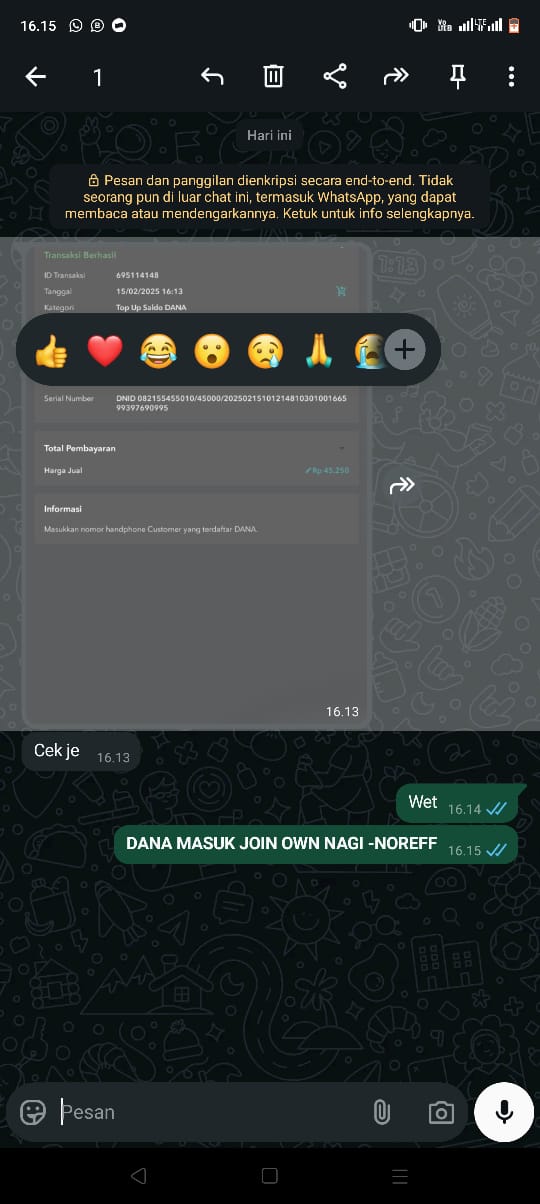 16.15
VoLTE LTE
1
Hari ini
Pesan dan panggilan dienkripsi secara end-to-end. Tidak
seorang pun di luar chat ini, termasuk WhatsApp, yang dapat
membaca atau mendengarkannya. Ketuk untuk info selengkapnya.
Transaksi Berhasil
ID Transaksi 695114148
Tanggal 15/02/2025 16:13
Kategori Top Up Saldo DANA
Serial Number DNID 082155455010/45000/20250215101214810301001665
99397690995
Total Pembayaran
Harga Jual Rp 45.250
Informasi
Masukkan nomor handphone Customer yang terdaftar DANA.
16.13
Cek je 16.13
Wet 16.14
DANA MASUK JOIN OWN NAGI -NOREFF 16.15
Pesan